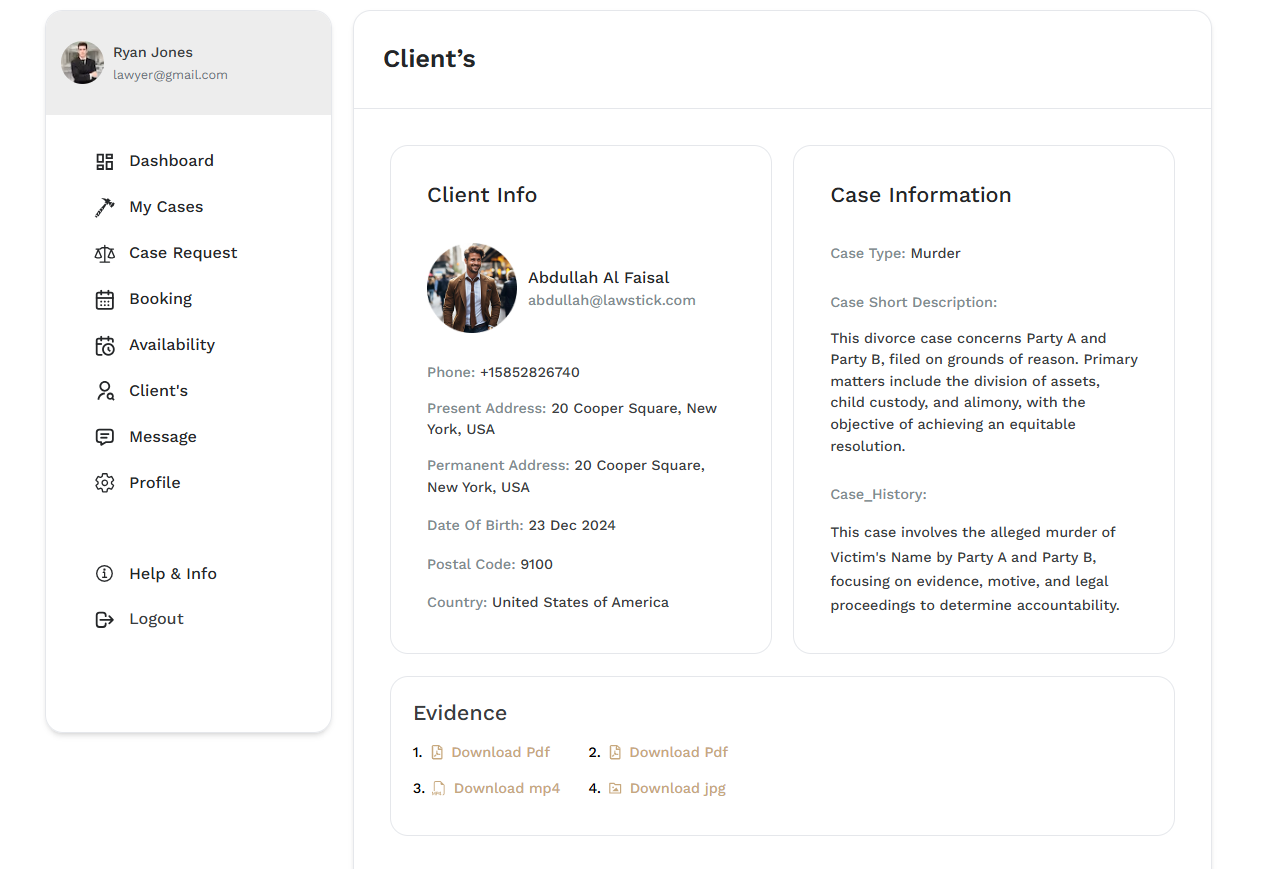 Ryan Jones
lawyer@gmail.com
Dashboard
My Cases
Case Request
Booking
Availability
Client's
Message
Profile
Help & Info
Logout
Client’s
Client Info
Abdullah Al Faisal
abdullah@lawstick.com
Phone: +15852826740
Present Address: 20 Cooper Square, New
York, USA
Permanent Address: 20 Cooper Square,
New York, USA
Date Of Birth: 23 Dec 2024
Postal Code: 9100
Country: United States of America
Case Information
Case Type: Murder
Case Short Description:
This divorce case concerns Party A and
Party B, filed on grounds of reason. Primary
matters include the division of assets,
child custody, and alimony, with the
objective of achieving an equitable
resolution.
Case_History:
This case involves the alleged murder of
Victim's Name by Party A and Party B,
focusing on evidence, motive, and legal
proceedings to determine accountability.
Evidence
1. Download Pdf 2. Download Pdf
3. Download mp4 4. Download jpg